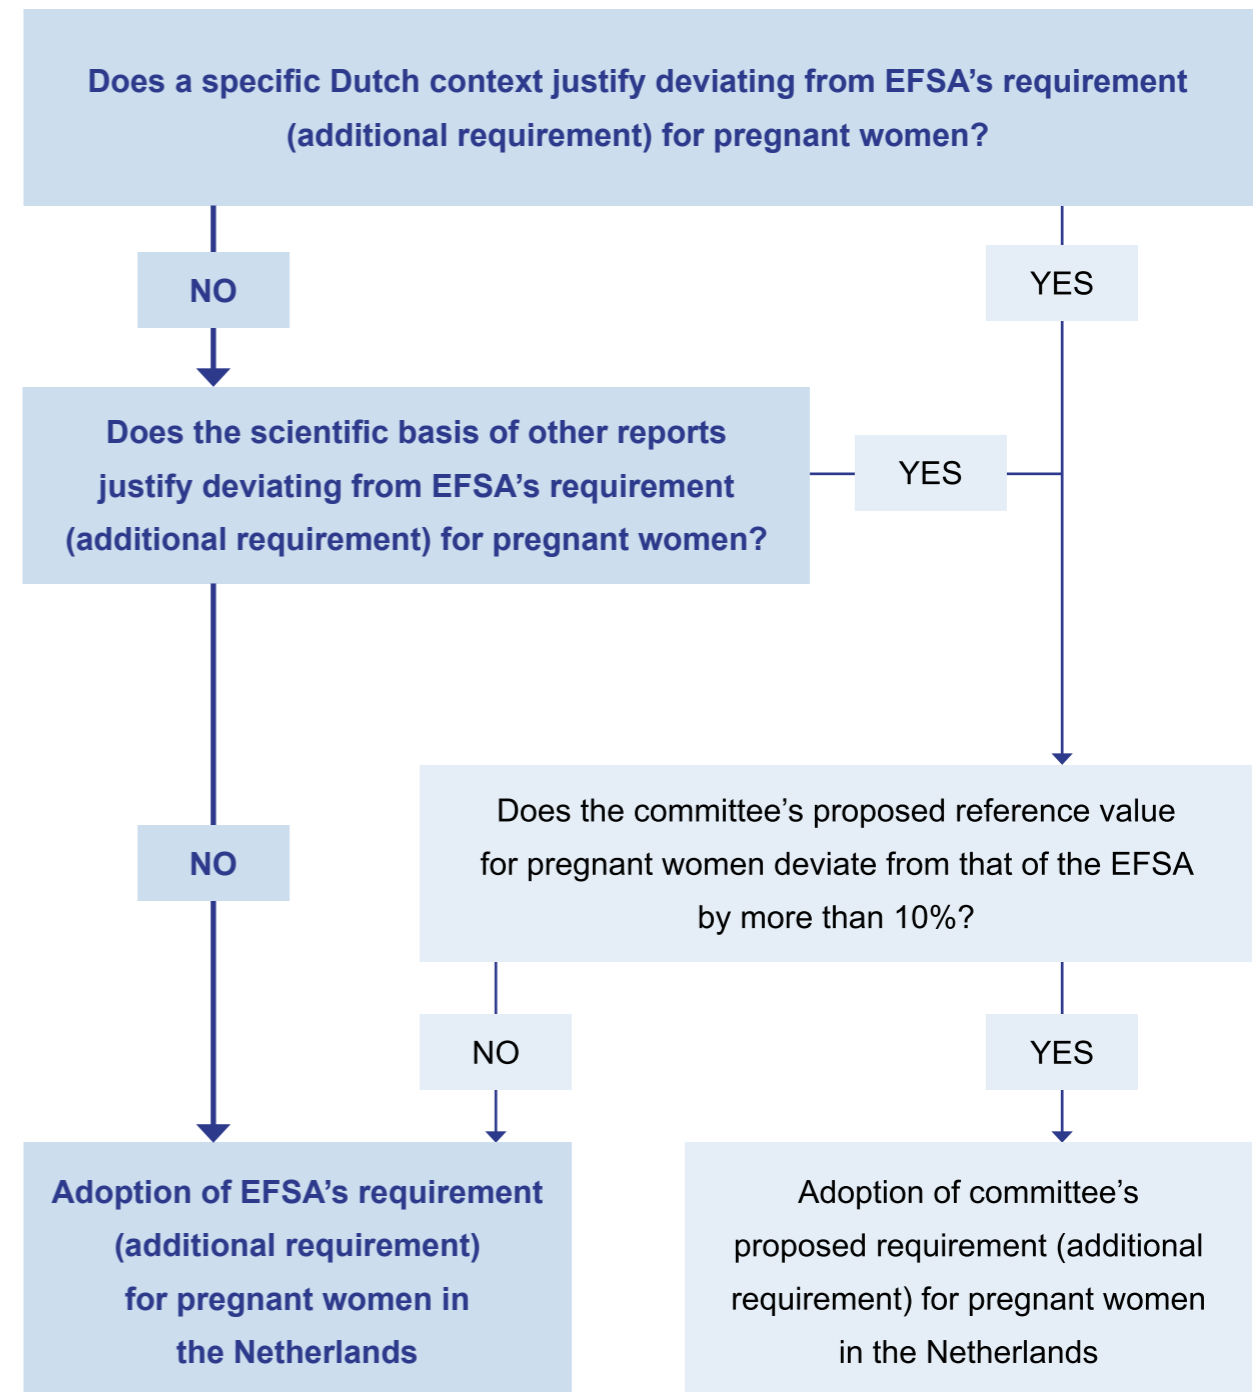 Does a specific Dutch context justify deviating from EFSA’s requirement
(additional requirement) for pregnant women?
NO
YES
Does the scientific basis of other reports
justify deviating from EFSA’s requirement
(additional requirement) for pregnant women?
YES
Does the committee’s proposed reference value
for pregnant women deviate from that of the EFSA
by more than 10%?
NO
NO
YES
Adoption of EFSA’s requirement
(additional requirement)
for pregnant women in
the Netherlands
Adoption of committee’s
proposed requirement (additional
requirement) for pregnant women
in the Netherlands